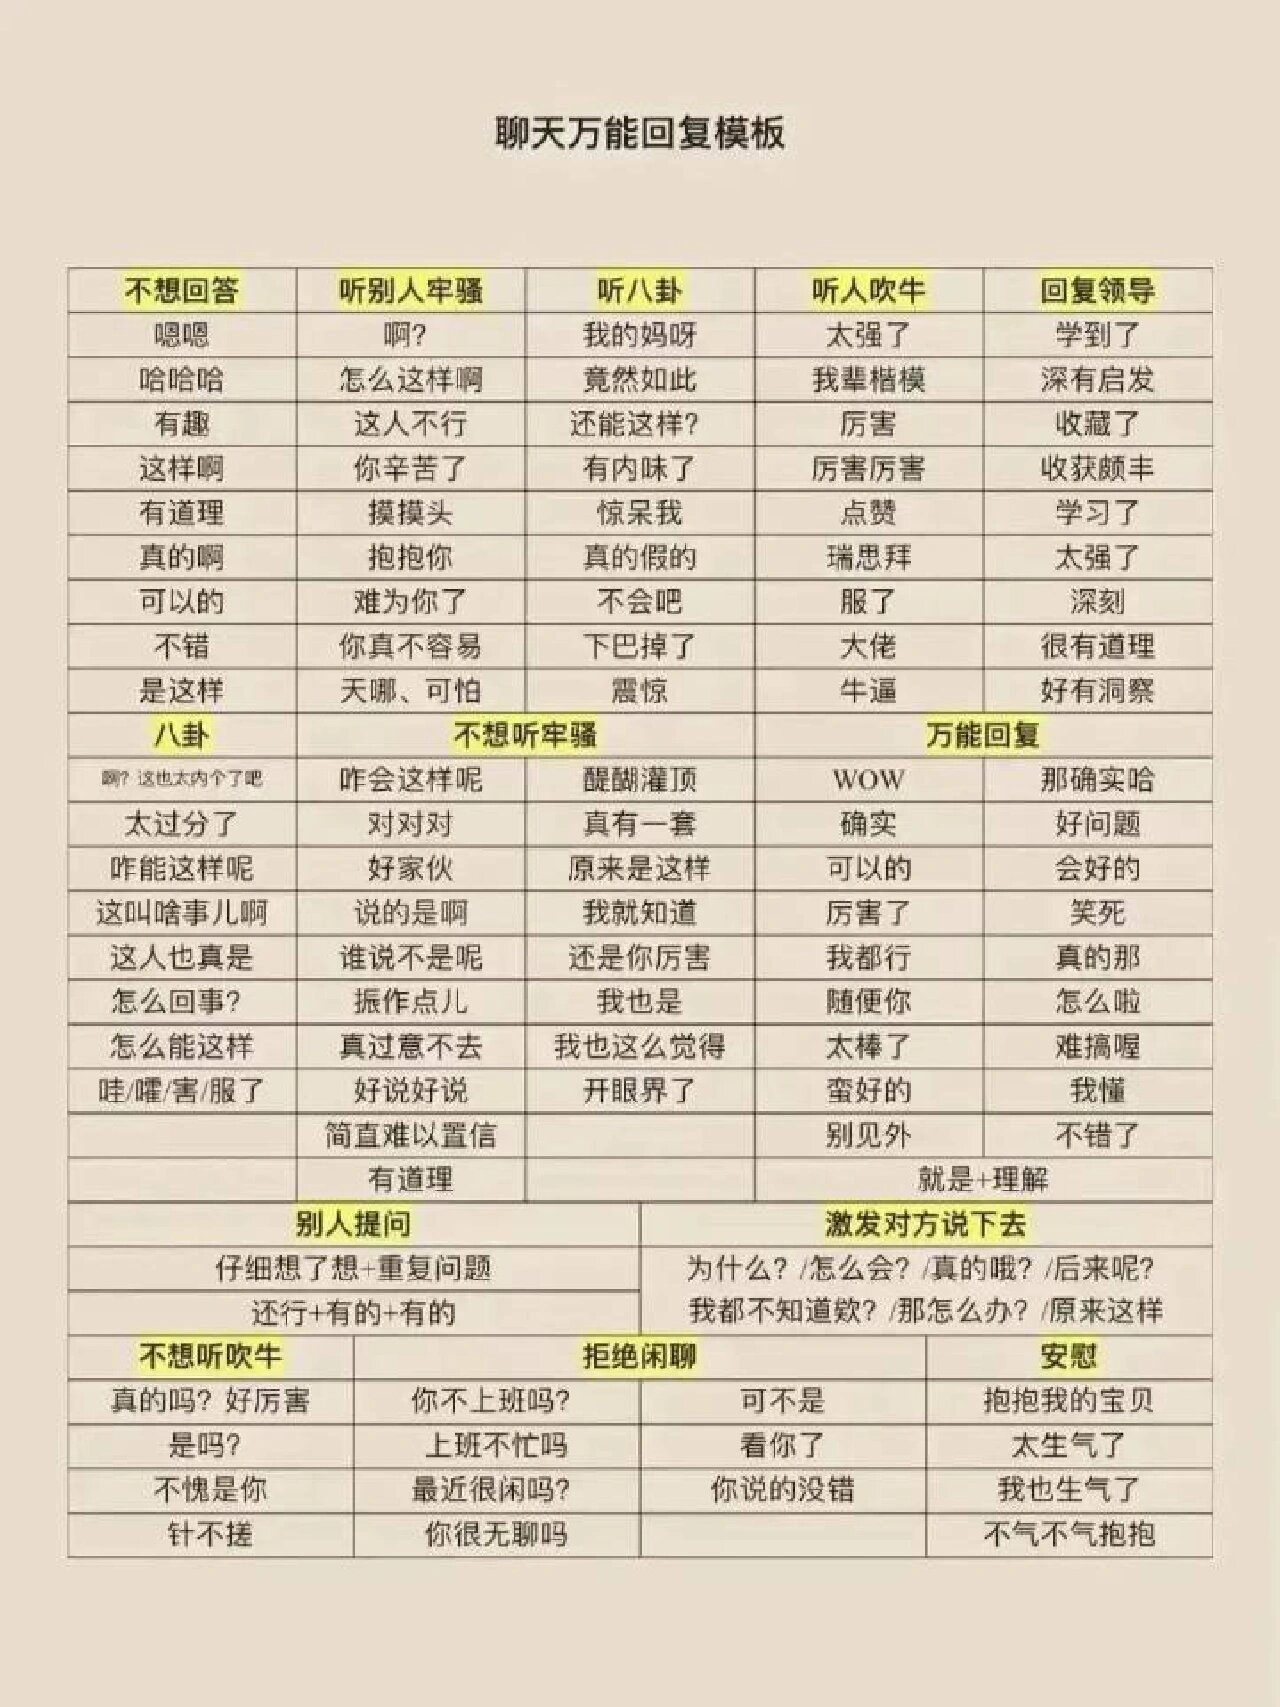 聊天万能回复模板
不想回答 听别人牢骚 听八卦 听人吹牛 回复领导
嗯嗯 啊? 我的妈呀 太强了 学到了
哈哈哈 怎么这样啊 竟然如此 我辈楷模 深有启发
有趣 这人不行 还能这样? 厉害 收藏了
这样啊 你辛苦了 有内味了 厉害厉害 收获颇丰
有道理 摸摸头 惊呆我 点赞 学习了
真的啊 抱抱你 真的假的 瑞思拜 太强了
可以的 难为你了 不会吧 服了 深刻
不错 你真不容易 下巴掉了 大佬 很有道理
是这样 天哪、可怕 震惊 牛逼 好有洞察
八卦 不想听牢骚 万能回复
啊? 这也太内个了吧 咋会这样呢 醍醐灌顶 WOW 那确实哈
太过分了 对对对 真有一套 确实 好问题
咋能这样呢 好家伙 原来是这样 可以的 会好的
这叫啥事儿啊 说的是啊 我就知道 厉害了 笑死
这人也真是 谁说不是呢 还是你厉害 我都行 真的那
怎么回事? 振作点儿 我也是 随便你 怎么啦
怎么能这样 真过意不去 我也这么觉得 太棒了 难搞喔
哇/嚯/害/服了 好说好说 开眼界了 蛮好的 我懂
简直难以置信 别见外 不错了
有道理 就是+理解
别人提问 激发对方说下去
仔细想了想+重复问题 为什么? /怎么会? /真的哦? /后来呢?
还行+有的+有的 我都不知道欸? /那怎么办? /原来这样
不想听吹牛 拒绝闲聊 安慰
真的吗? 好厉害 你不上班吗? 可不是 抱抱我的宝贝
是吗? 上班不忙吗 看你了 太生气了
不愧是你 最近很闲吗? 你说的没错 我也生气了
针不搓 你很无聊吗 不气不气抱抱